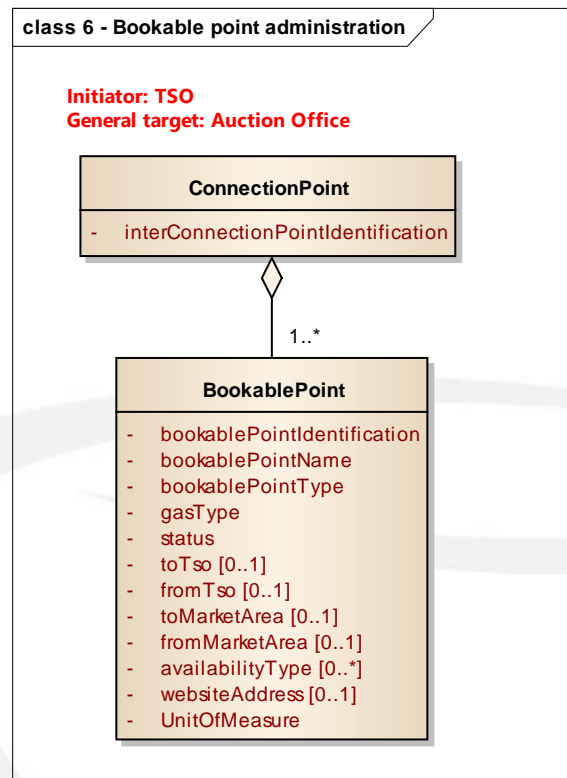 class 6 - Bookable point administration
Initiator: TSO
General target: Auction Office
ConnectionPoint
- interConnectionPointIdentification
1..*
BookablePoint
- bookablePointIdentification
- bookablePointName
- bookablePointType
- gasType
- status
- toTso [0..1]
- fromTso [0..1]
- toMarketArea [0..1]
- fromMarketArea [0..1]
- availabilityType [0..*]
- websiteAddress [0..1]
- UnitOfMeasure